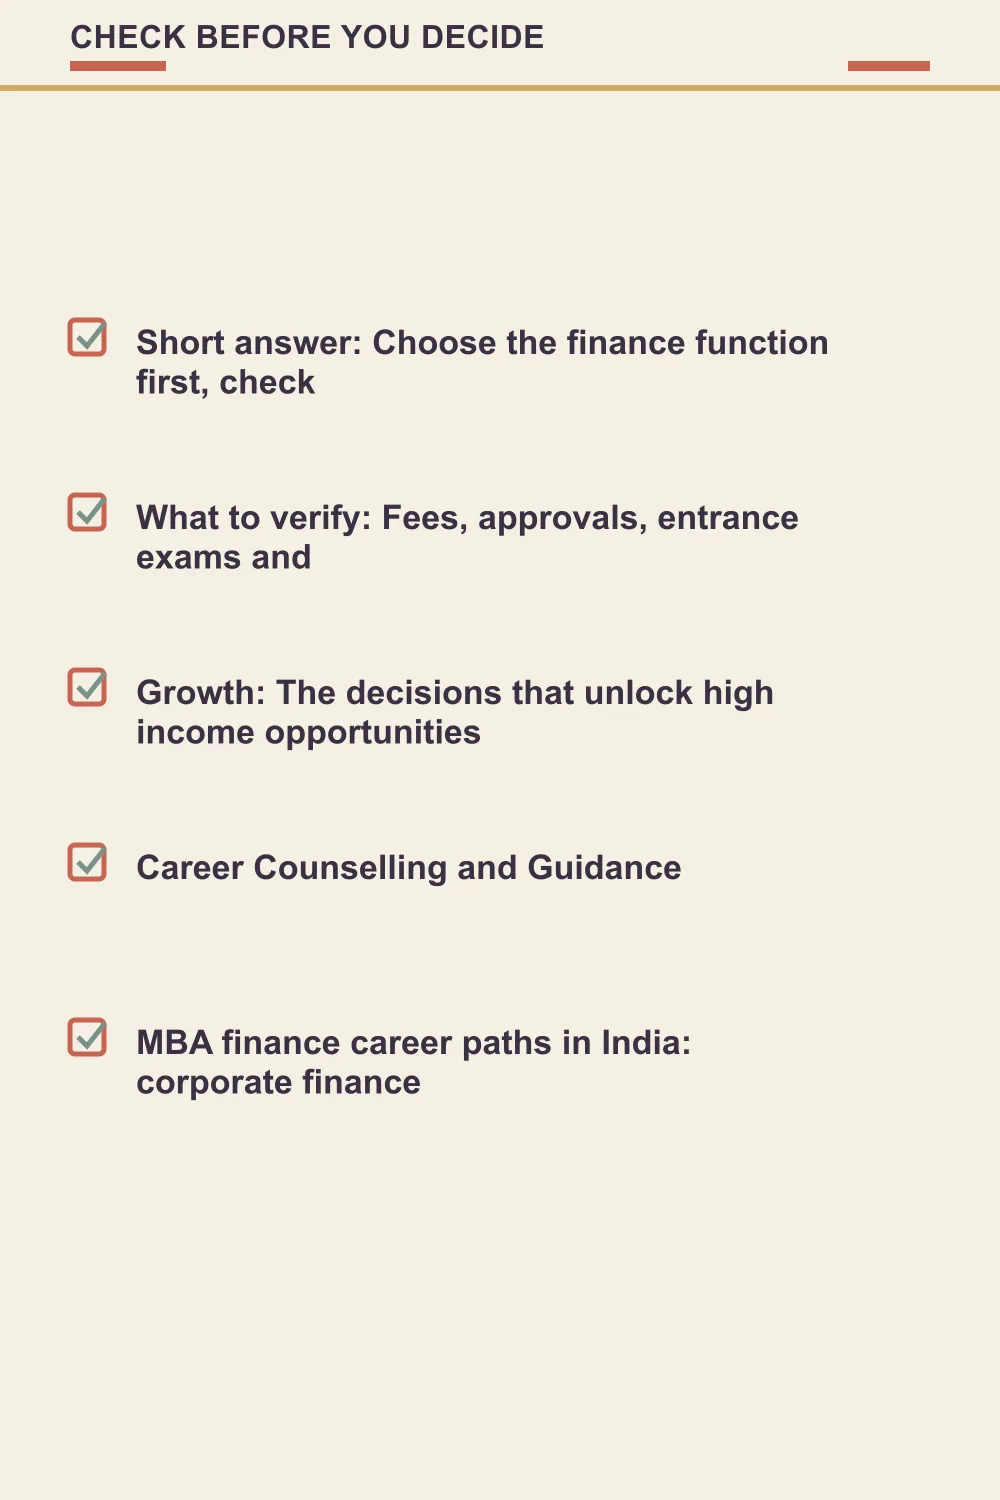 CHECK BEFORE YOU DECIDE
Short answer: Choose the finance function
first, check
What to verify: Fees, approvals, entrance
exams and
Growth: The decisions that unlock high
income opportunities
Career Counselling and Guidance
MBA finance career paths in India:
corporate finance